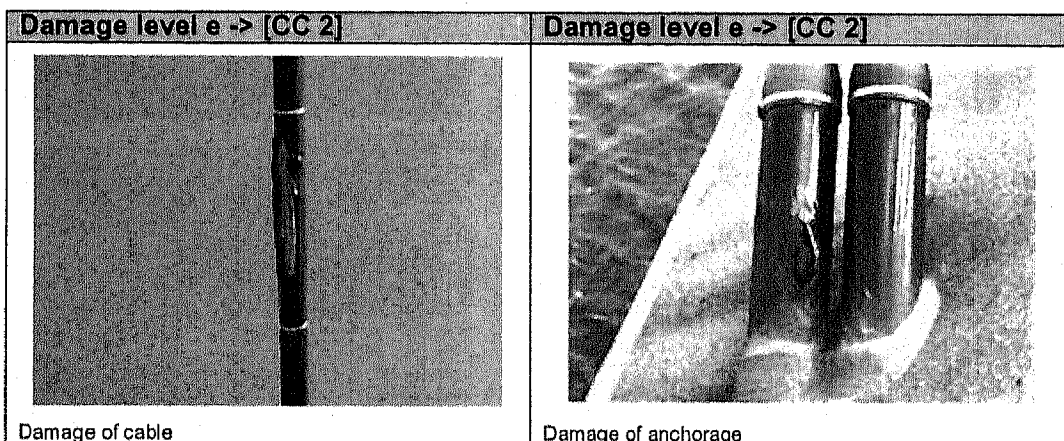 Damage level e -> [CC 2]
Damage level e -> [CC 2]
Damage of cable
Damage of anchorage